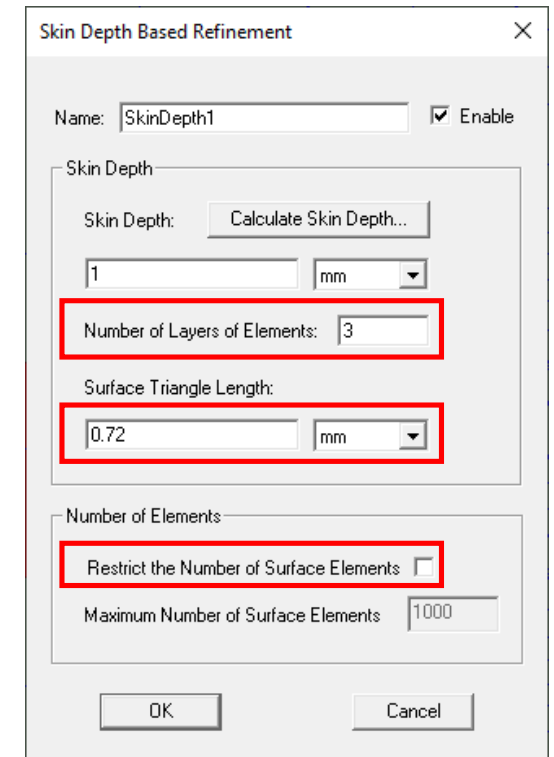 Skin Depth Based Refinement
Name: SkinDepth1 Enable
Skin Depth
Skin Depth: Calculate Skin Depth...
1 mm
Number of Layers of Elements: 3
Surface Triangle Length:
0.72 mm
Number of Elements
Restrict the Number of Surface Elements
Maximum Number of Surface Elements 1000
OK Cancel